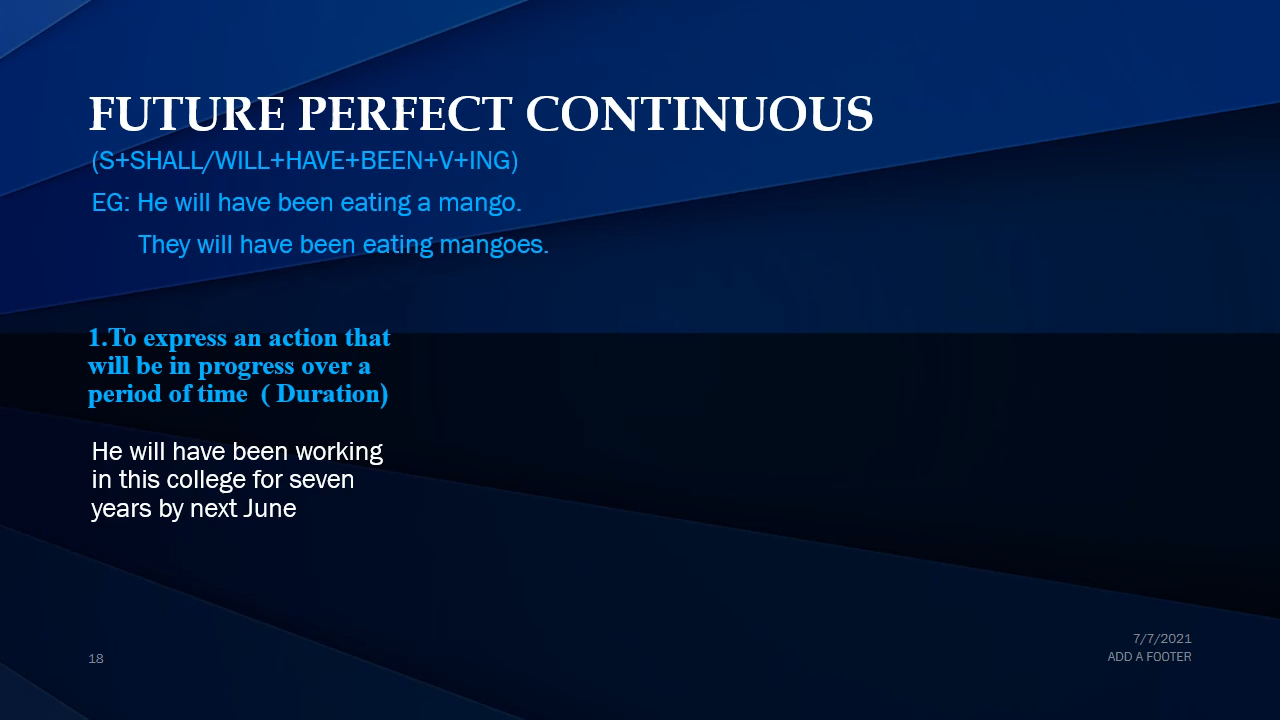 FUTURE PERFECT CONTINUOUS
(S+SHALL/WILL+HAVE+BEEN+V+ING)
EG: He will have been eating a mango.
They will have been eating mangoes.
1.To express an action that
will be in progress over a
period of time ( Duration)
He will have been working
in this college for seven
years by next June
18
7/7/2021
ADD A FOOTER